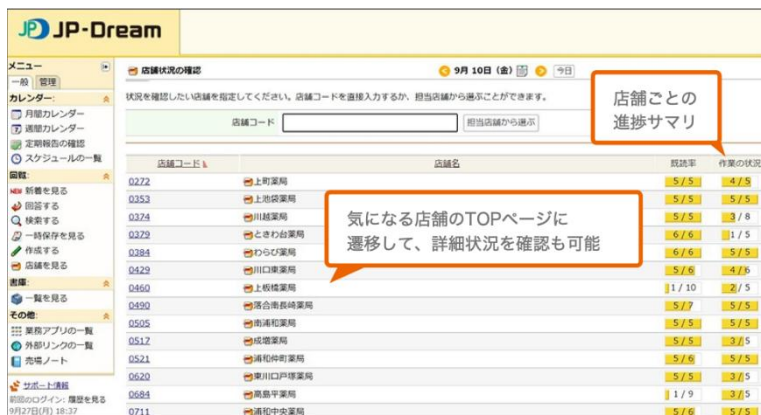 JP-Dream
メニュー
一般 管理
カレンダー:
月間カレンダー
週間カレンダー
定期報告の確認
スケジュールの一覧
回覧:
NEW 新着を見る
回答する
検索する
一時保存を見る
作成する
店舗を見る
書庫:
一覧を見る
その他:
業務アプリの一覧
外部リンクの一覧
売場ノート
サポート情報
前回のログイン: 履歴を見る
9月27日(月) 18:37
店舗状況の確認
9月 10日 (金) 今日
状況を確認したい店舗を指定してください。店舗コードを直接入力するか、担当店舗から選ぶことができます。
店舗コード 担当店舗から選ぶ
店舗ごとの
進捗サマリ
店舗コード 店舗名 既読率 作業の状況
0272 上町薬局 5 / 5 4 / 5
0353 上池袋薬局 5 / 5 5 / 5
0374 川越薬局 5 / 5 3 / 8
0379 ときわ台薬局 6 / 6 1 / 5
0384 わらび薬局 6 / 6 5 / 5
0429 川口東薬局 5 / 6 4 / 6
0460 上板橋薬局 1 / 10 2 / 5
0490 落合南長崎薬局 5 / 7 5 / 5
0505 南浦和薬局 5 / 5 5 / 5
0517 成増薬局 5 / 5 3 / 5
0521 浦和仲町薬局 5 / 6 5 / 5
0620 東川口戸塚薬局 5 / 5 3 / 5
0684 高島平薬局 1 / 9 3 / 5
0711 浦和中央薬局 5 / 6 5 / 5
気になる店舗のTOPページに
遷移して、詳細状況を確認も可能